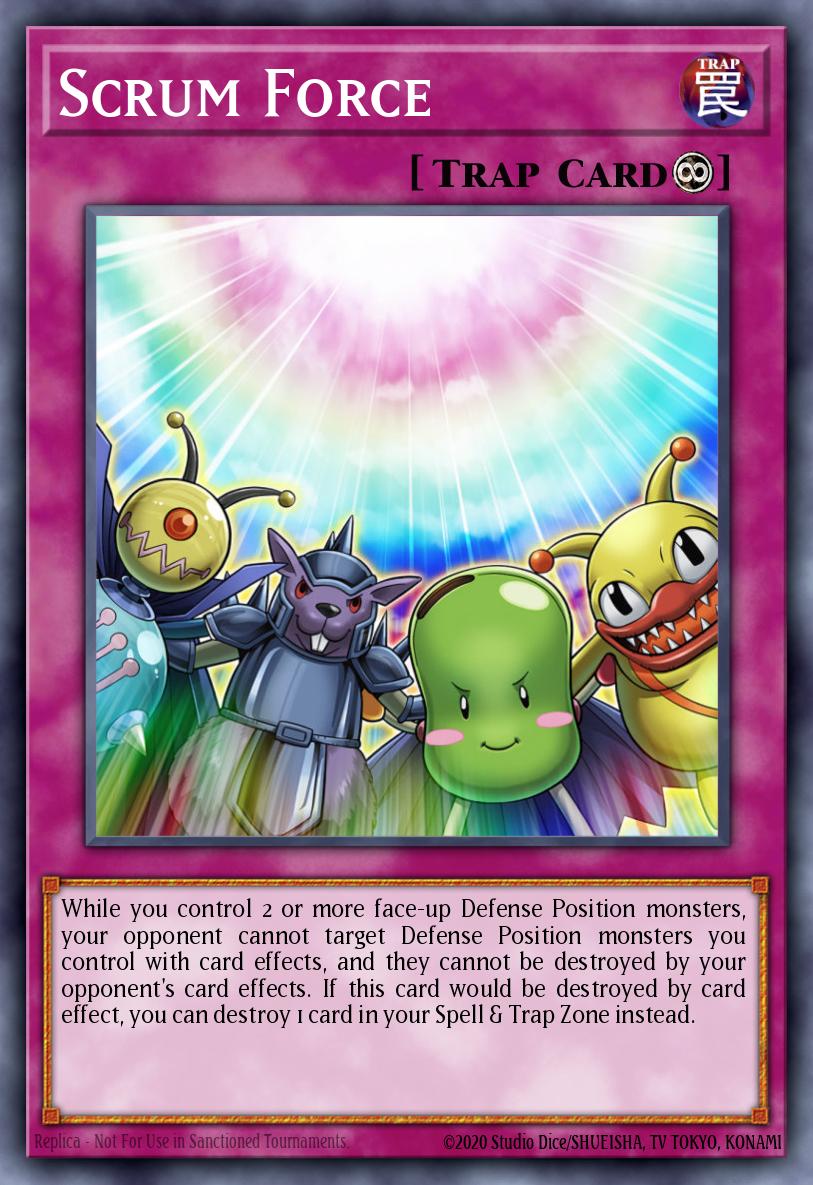 Scrum Force
TRAP
罠
[Trap Card]
While you control 2 or more face-up Defense Position monsters,
your opponent cannot target Defense Position monsters you
control with card effects, and they cannot be destroyed by your
opponent's card effects. If this card would be destroyed by card
effect, you can destroy 1 card in your Spell & Trap Zone instead.
Replica - Not For Use in Sanctioned Tournaments.
©2020 Studio Dice/SHUEISHA, TV TOKYO, KONAMI